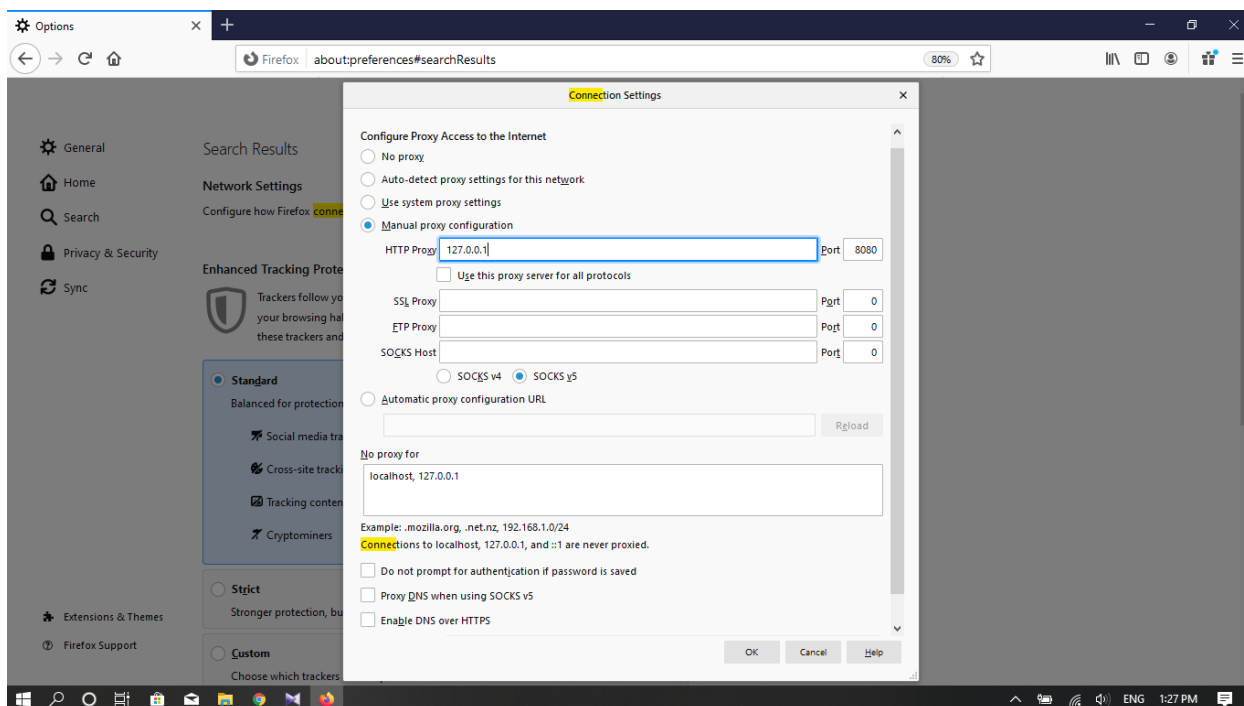 Options
Firefox about:preferences#searchResults 80%
Connection Settings
General
Home
Search
Privacy & Security
Sync
Extensions & Themes
Firefox Support
Search Results
Network Settings
Configure how Firefox conne
Enhanced Tracking Prote
Trackers follow yo
your browsing hal
these trackers and
Standard
Balanced for protection
Social media tra
Cross-site tracki
Tracking conten
Cryptominers
Strict
Stronger protection, bu
Custom
Choose which trackers
Configure Proxy Access to the Internet
No proxy
Auto-detect proxy settings for this network
Use system proxy settings
Manual proxy configuration
HTTP Proxy 127.0.0.1 Port 8080
Use this proxy server for all protocols
SSL Proxy Port 0
FTP Proxy Port 0
SOCKS Host Port 0
SOCKS v4 SOCKS v5
Automatic proxy configuration URL
Reload
No proxy for
localhost, 127.0.0.1
Example: .mozilla.org, .net.nz, 192.168.1.0/24
Connections to localhost, 127.0.0.1, and ::1 are never proxied.
Do not prompt for authentication if password is saved
Proxy DNS when using SOCKS v5
Enable DNS over HTTPS
OK Cancel Help
ENG 1:27 PM